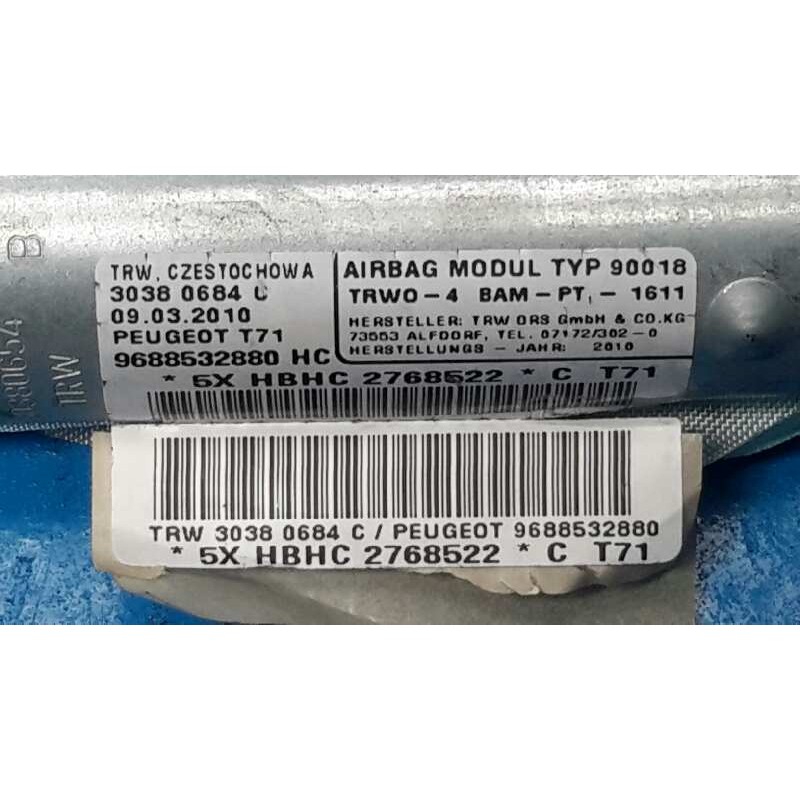 B
1380654
TRW
TRW, CZESTOCHOWA
3038 0684 C
09.03.2010
PEUGEOT T71
9688532880 HC
AIRBAG MODUL TYP 90018
TRWO-4 BAM-PT, - 1611
HERSTELLER: TRW ORS GmbH & CO.KG
73553 ALFDORF, TEL. 07172/302-0
HERSTELLUNGS - JAHR: 2010
* 5X HBHC 2768522 * C T71
TRW 3038 0684 C / PEUGEOT 9688532880
* 5X HBHC 2768522 * C T71